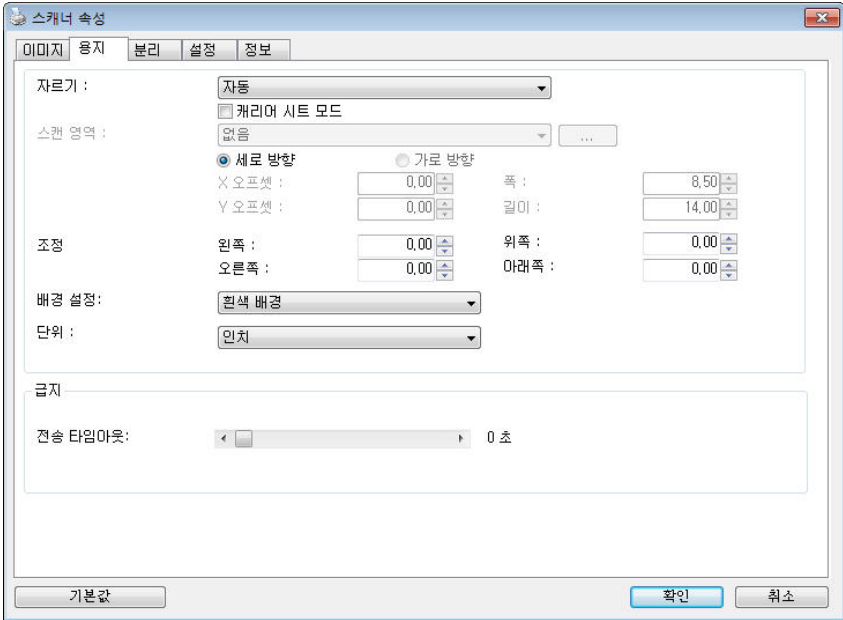 스캐너 속성
이미지 용지 분리 설정 정보
자르기 : 자동
캐리어 시트 모드
스캔 영역 : 없음 ...
세로 방향 가로 방향
X 오프셋 : 0,00 폭 : 8,50
Y 오프셋 : 0,00 길이 : 14,00
조정 왼쪽 : 0,00 위쪽 : 0,00
오른쪽 : 0,00 아래쪽 : 0,00
배경 설정: 흰색 배경
단위 : 인치
급지
전송 타임아웃: 0 초
기본값 확인 취소